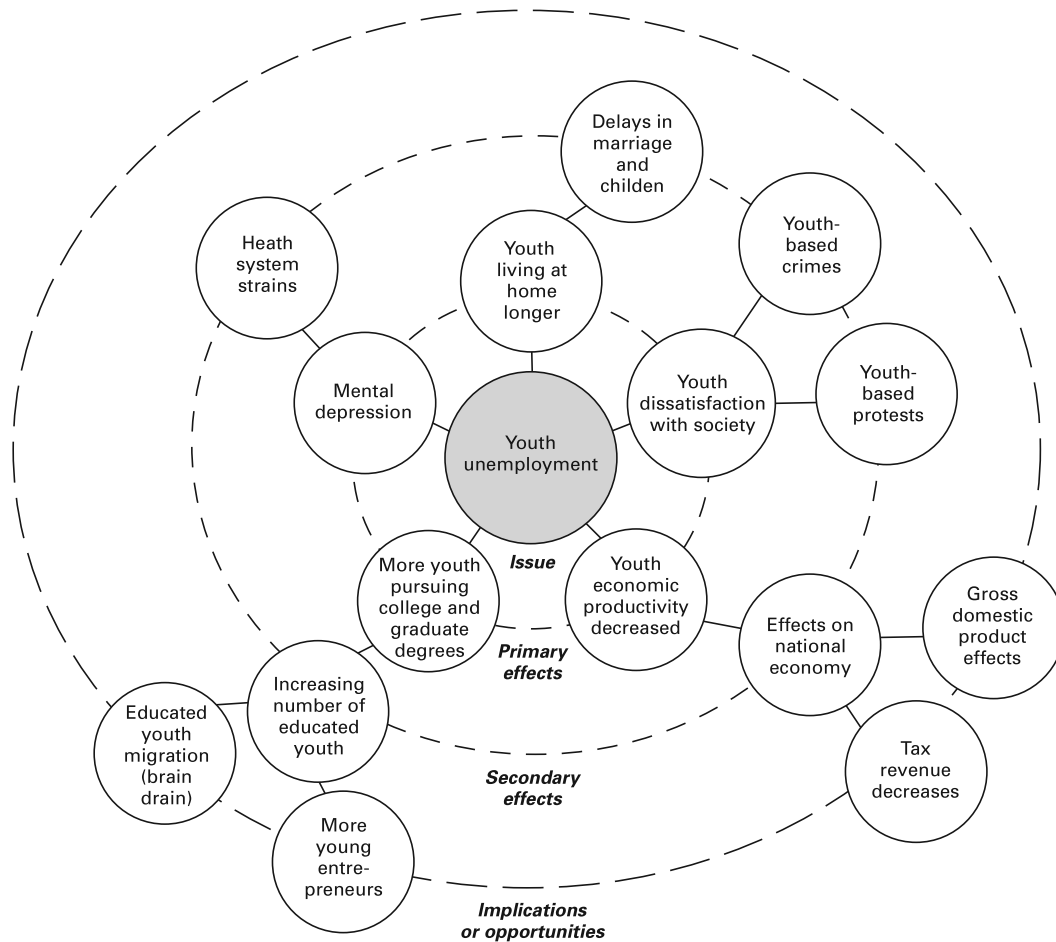 Delays in
marriage
and
childen
Youth-
based
crimes
Heath
system
strains
Youth
living at
home
longer
Mental
depression
Youth
dissatisfaction
with society
Youth-
based
protests
Youth
unemployment
Issue
More youth
pursuing
college and
graduate
degrees
Youth
economic
productivity
decreased
Primary
effects
Effects on
national
economy
Gross
domestic
product
effects
Increasing
number of
educated
youth
Educated
youth
migration
(brain
drain)
Secondary
effects
Tax
revenue
decreases
More
young
entre-
preneurs
Implications
or opportunities